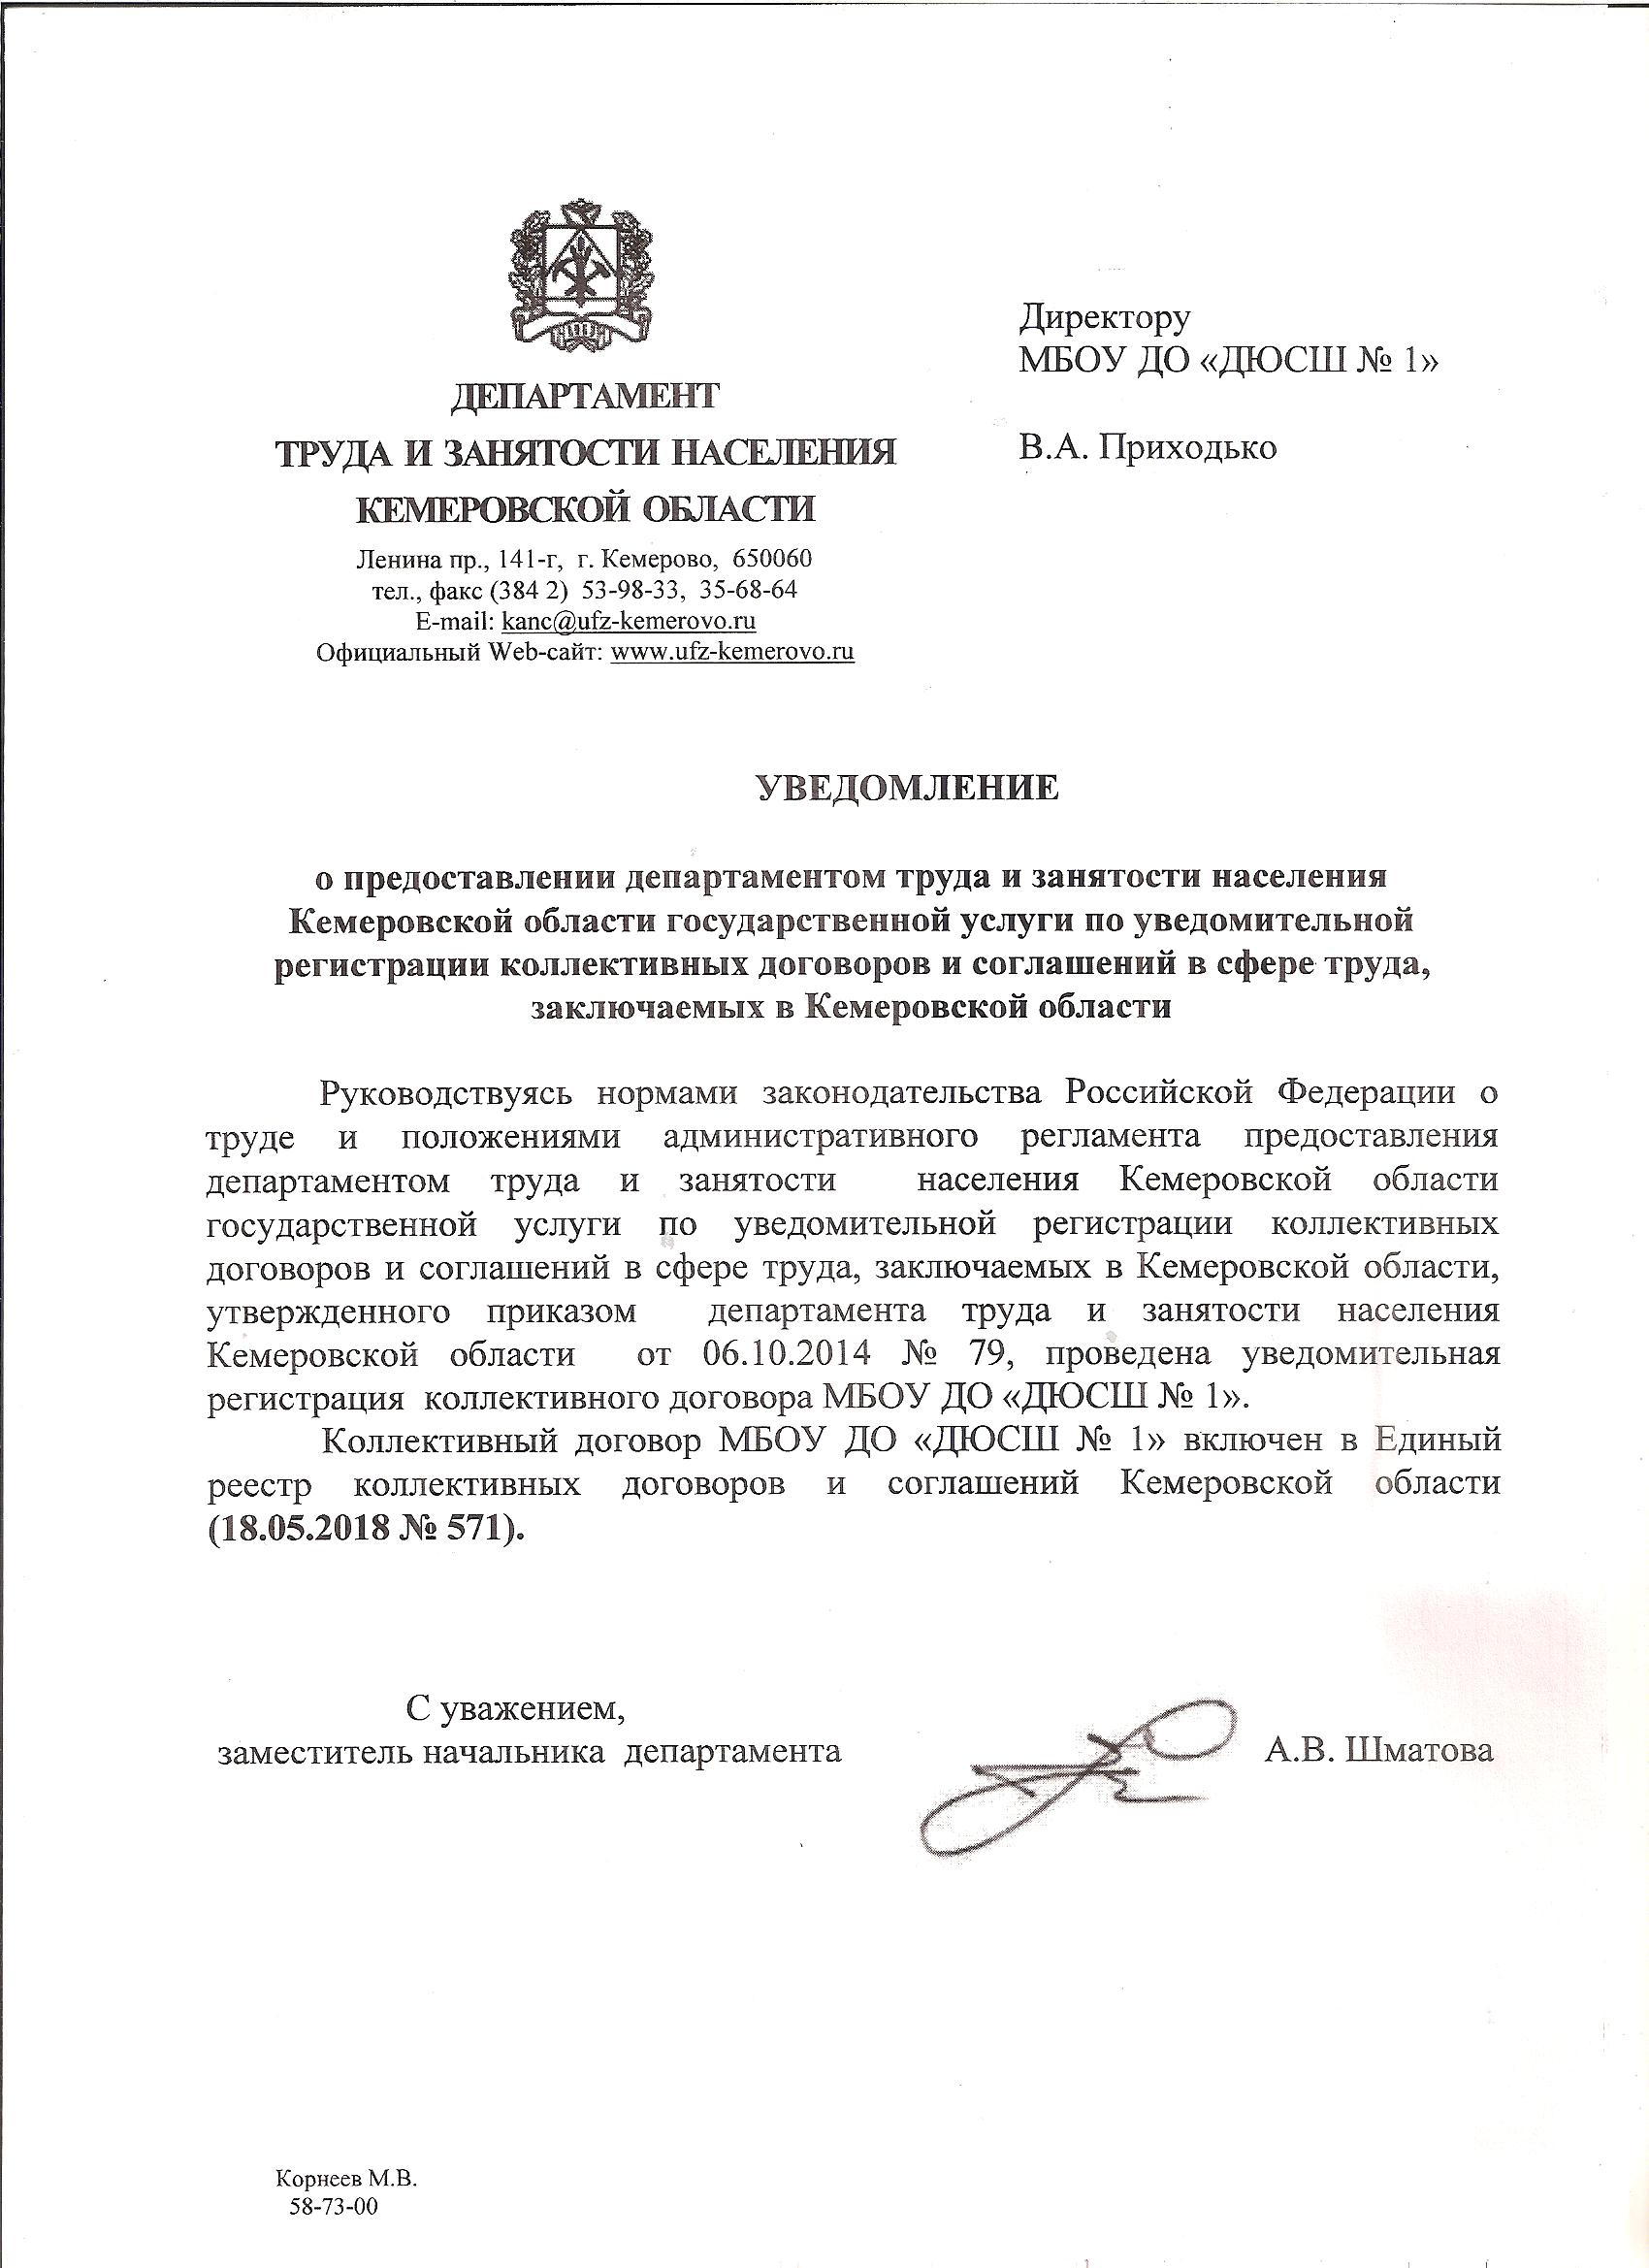 ДЕПАРТАМЕНТ
ТРУДА И ЗАНЯТОСТИ НАСЕЛЕНИЯ
КЕМЕРОВСКОЙ ОБЛАСТИ
Ленина пр., 141-г, г. Кемерово, 650060
тел., факс (384 2) 53-98-33, 35-68-64
E-mail: kanc@ufz-kemerovo.ru
Официальный Web-сайт: www.ufz-kemerovo.ru
Директору
МБОУ ДО «ДЮСШ № 1»
В.А. Приходько
УВЕДОМЛЕНИЕ
о предоставлении департаментом труда и занятости населения
Кемеровской области государственной услуги по уведомительной
регистрации коллективных договоров и соглашений в сфере труда,
заключаемых в Кемеровской области
Руководствуясь нормами законодательства Российской Федерации о
труде и положениями административного регламента предоставления
департаментом труда и занятости населения Кемеровской области
государственной услуги по уведомительной регистрации коллективных
договоров и соглашений в сфере труда, заключаемых в Кемеровской области,
утвержденного приказом департамента труда и занятости населения
Кемеровской области от 06.10.2014 № 79, проведена уведомительная
регистрация коллективного договора МБОУ ДО «ДЮСШ № 1».
Коллективный договор МБОУ ДО «ДЮСШ № 1» включен в Единый
реестр коллективных договоров и соглашений Кемеровской области
(18.05.2018 № 571).
С уважением,
заместитель начальника департамента А.В. Шматова
Корнеев М.В.
58-73-00